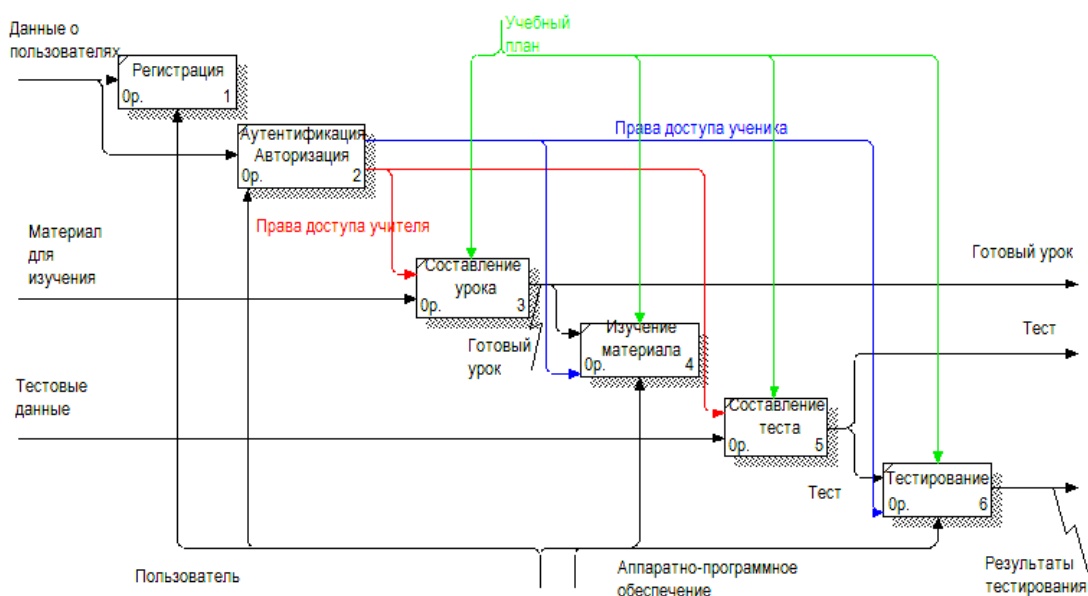 Учебный
план
Данные о
пользователях
Регистрация
0р. 1
Аутентификация
Авторизация
0р. 2
Права доступа ученика
Права доступа учителя
Материал
для
изучения
Составление
урока
0р. 3
Готовый урок
Готовый
урок
Изучение
материала
0р. 4
Тест
Тестовые
данные
Составление
теста
0р. 5
Тест
Тестирование
0р. 6
Пользователь
Аппаратно-программное
обеспечение
Результаты
тестирования